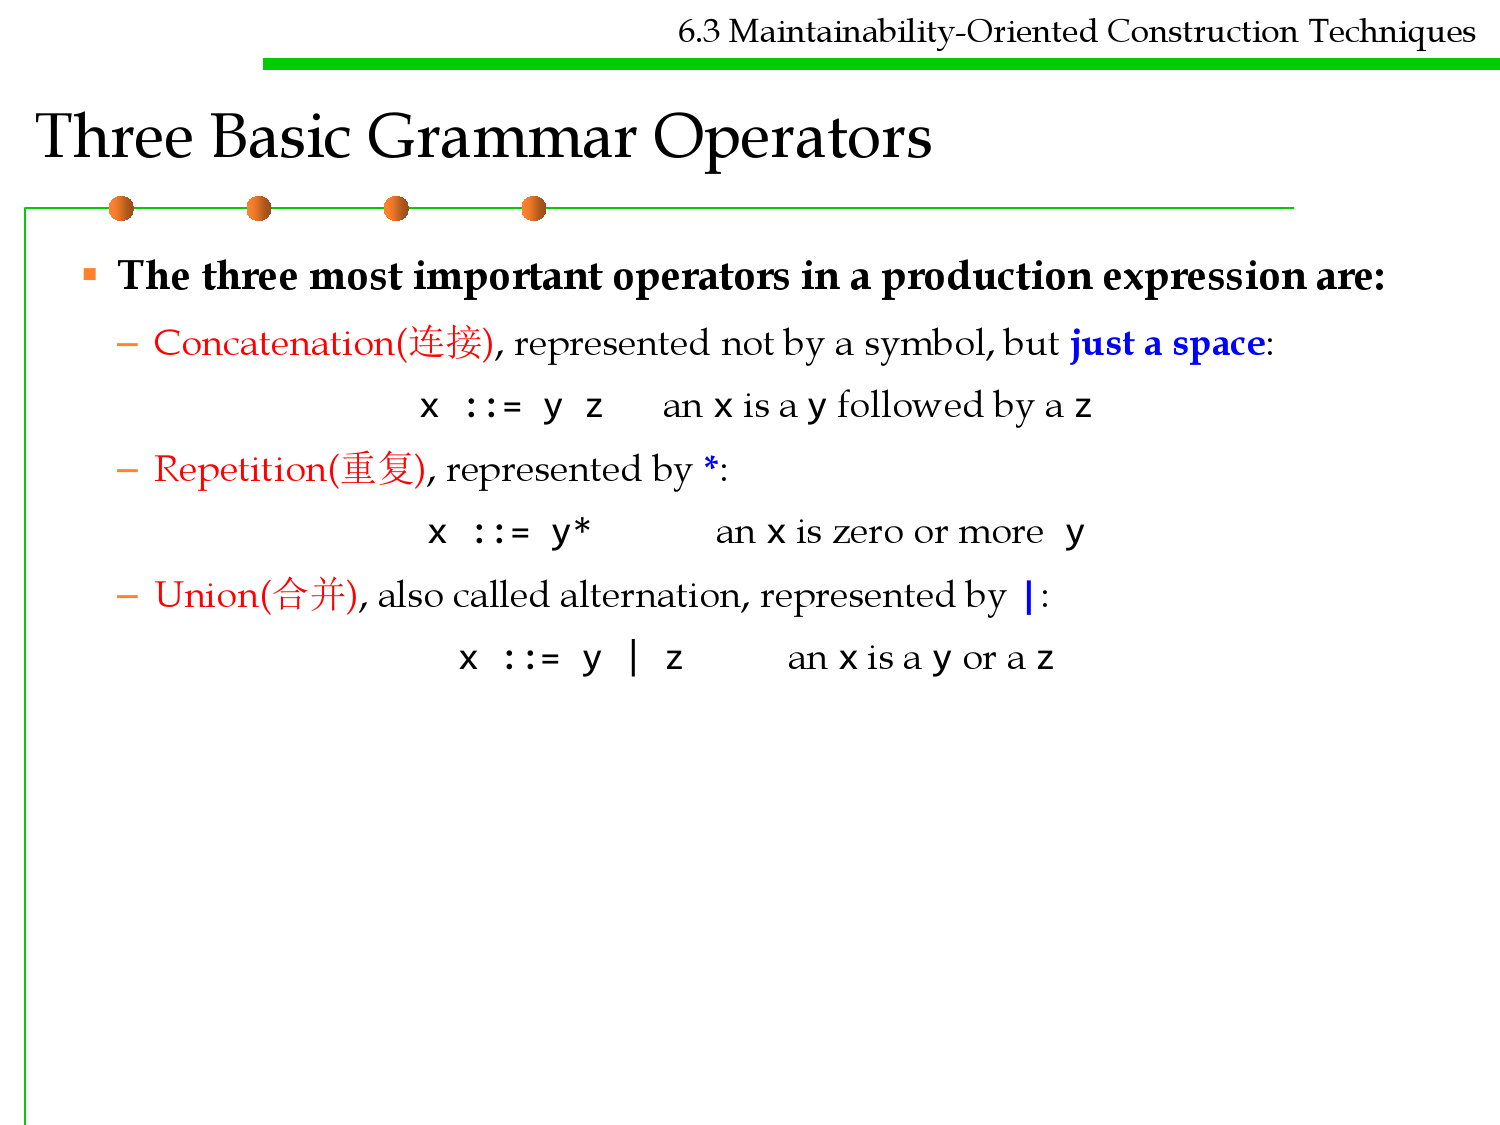 6.3 Maintainability-Oriented Construction Techniques
Three Basic Grammar Operators
▪ The three most important operators in a production expression are:
– Concatenation(连接), represented not by a symbol, but just a space:
x ::= y z an x is a y followed by a z
– Repetition(重复), represented by *:
x ::= y* an x is zero or more y
– Union(合并), also called alternation, represented by |:
x ::= y | z an x is a y or a z